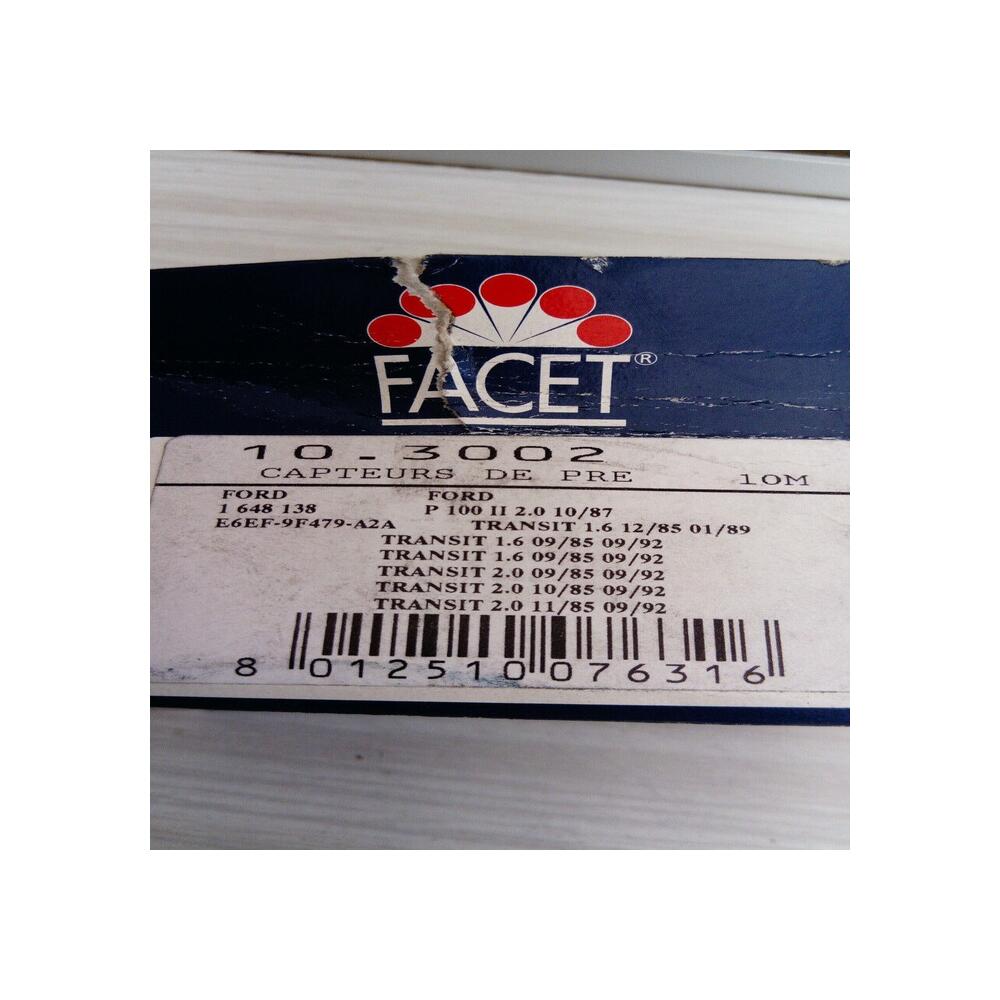 FACET®
10.3002
CAPTEURS DE PRE 10M
FORD FORD
1 648 138 P 100 II 2.0 10/87
E6EF-9F479-A2A TRANSIT 1.6 12/85 01/89
TRANSIT 1.6 09/85 09/92
TRANSIT 1.6 09/85 09/92
TRANSIT 2.0 09/85 09/92
TRANSIT 2.0 10/85 09/92
TRANSIT 2.0 11/85 09/92
8 012510 076316